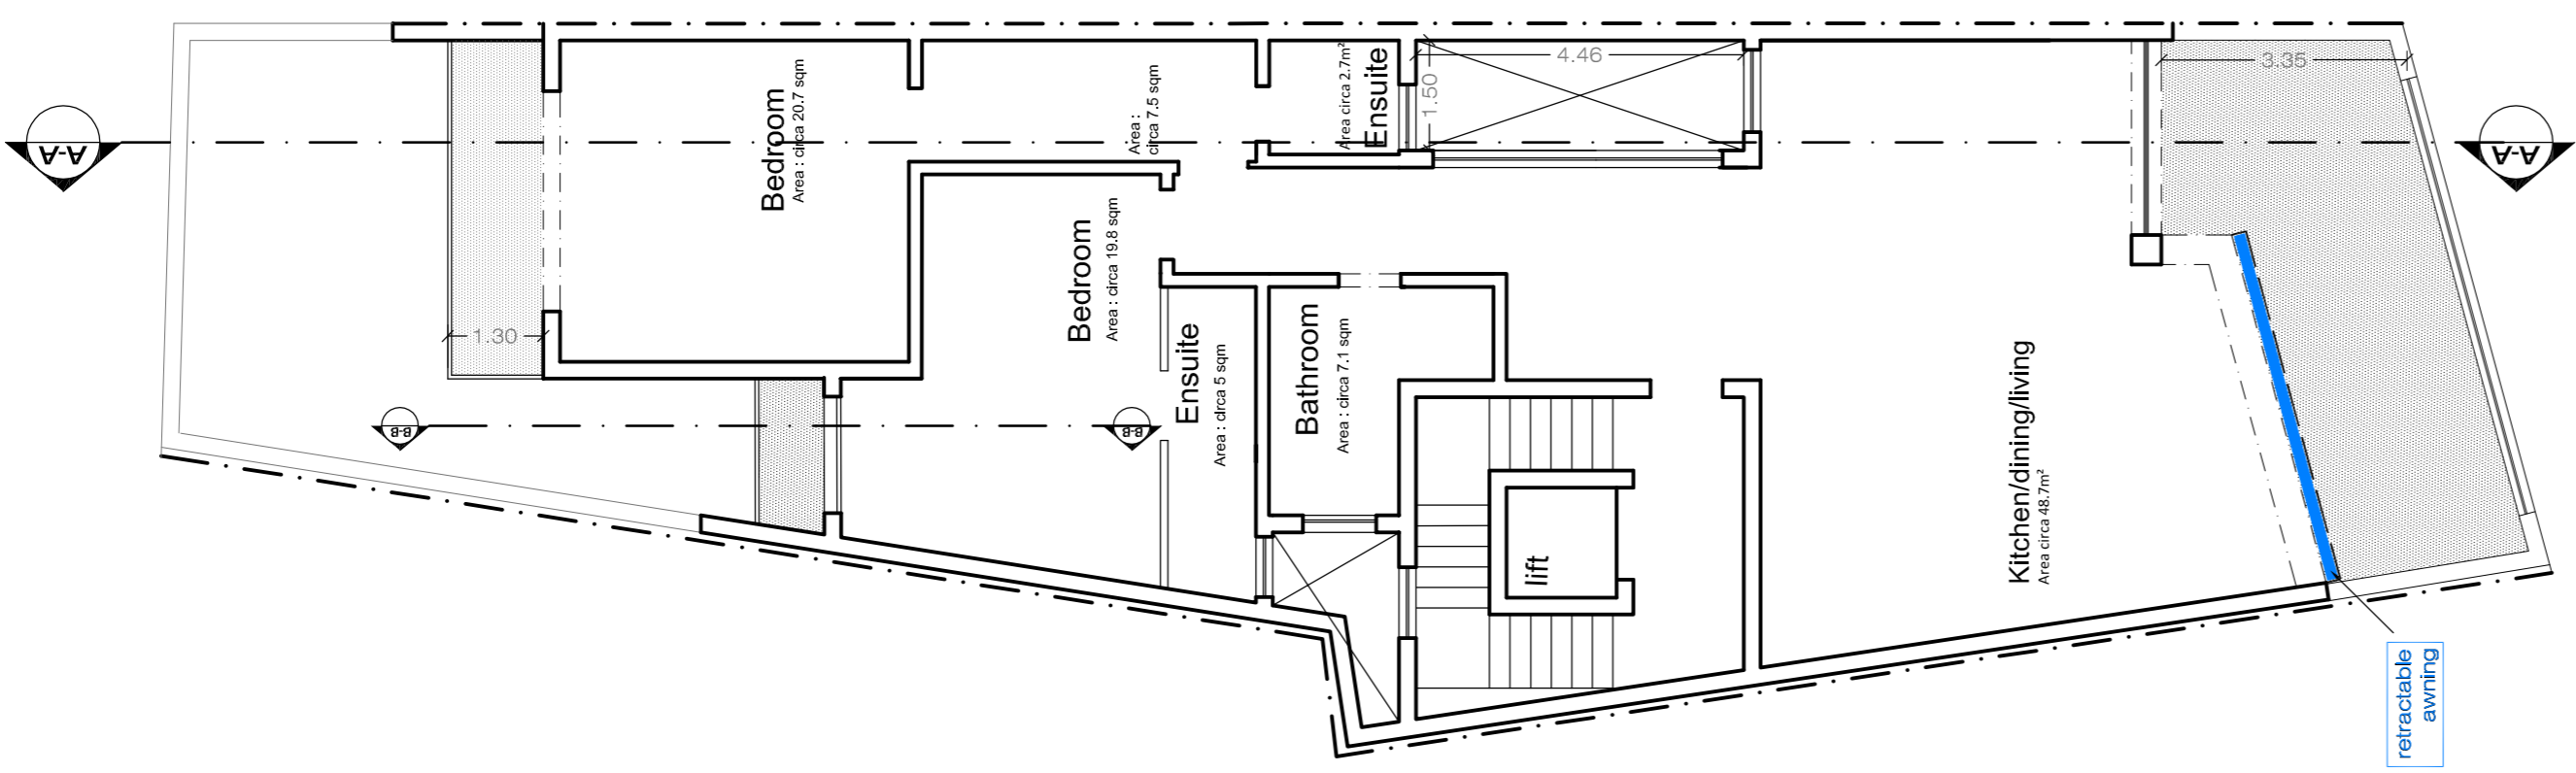 A-A
Bedroom
Area : circa 20.7 sqm
Area :
circa 7.5 sqm
Area circa 2.7m²
Ensuite
1.50
4.46
3.35
A-A
1.30
Bedroom
Area : circa 19.8 sqm
B-B
B-B
Ensuite
Area : circa 5 sqm
Bathroom
Area : circa 7.1 sqm
lift
Kitchen/dining/living
Area circa 48.7m²
retractable
awning